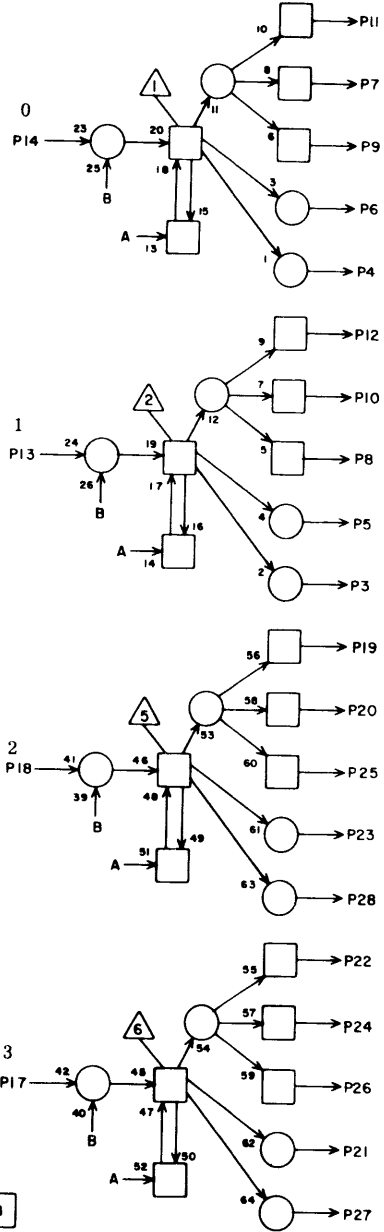 10 P11
1 8 P7
11
0 23 20 6 P9
P14
25 18 3 P6
B 15
A 13 1 P4
9 P12
2 7 P10
12
1 24 19 5 P8
P13
26 17 4 P5
B 16
A 14 2 P3
56 P19
5 58 P20
53
2 41 46 60 P25
P18
39 48 61 P23
B 49
A 51 63 P28
55 P22
6 57 P24
54
3 42 45 59 P26
P17
40 47 62 P21
B 50
A 52 64 P27